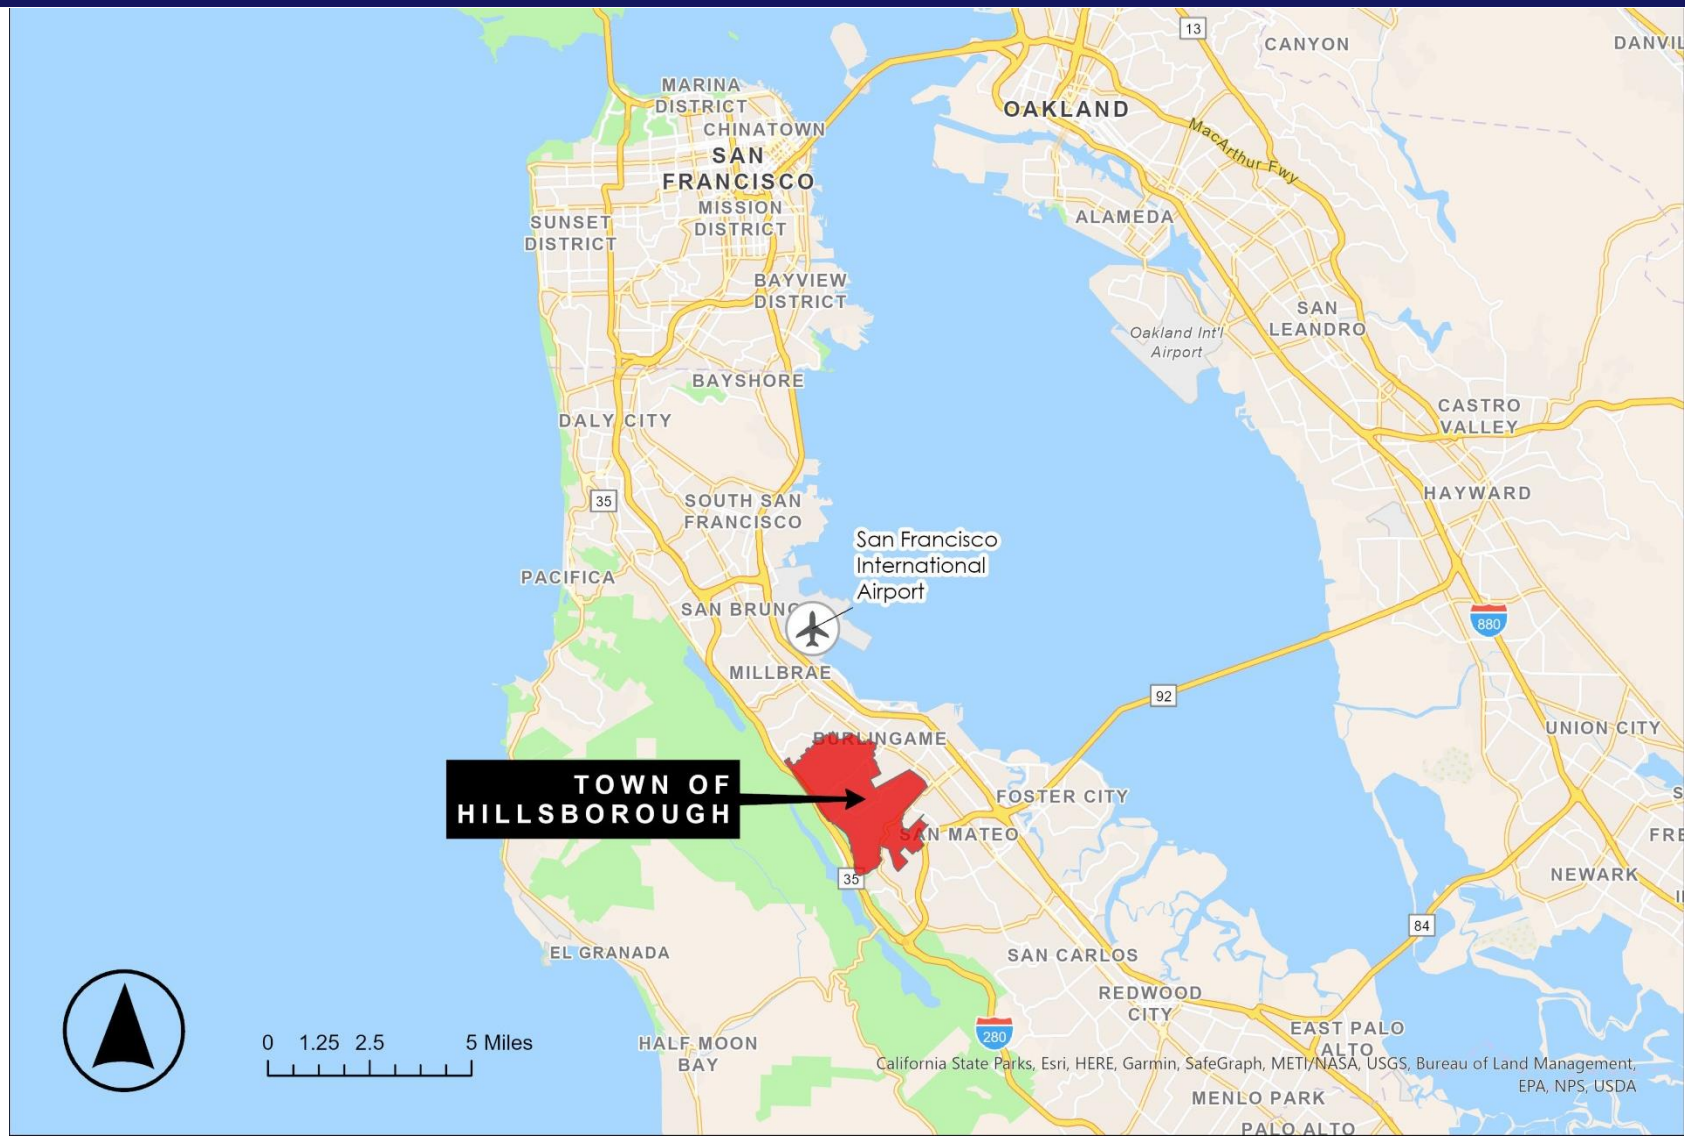 13
CANYON
DANVIL
MARINA
DISTRICT
OAKLAND
CHINATOWN
MacArthur Fwy
SAN
FRANCISCO
MISSION
DISTRICT
ALAMEDA
SUNSET
DISTRICT
BAYVIEW
DISTRICT
SAN
LEANDRO
Oakland Int'l
Airport
BAYSHORE
DALY CITY
CASTRO
VALLEY
35
SOUTH SAN
FRANCISCO
HAYWARD
San Francisco
International
Airport
PACIFICA
SAN BRUNO
880
MILLBRAE
92
BURLINGAME
UNION CITY
TOWN OF
HILLSBOROUGH
FOSTER CITY
S
SAN MATEO
FRE
35
NEWARK
I
84
EL GRANADA
SAN CARLOS
REDWOOD
CITY
280
EAST PALO
ALTO
0 1.25 2.5 5 Miles
HALF MOON
BAY
California State Parks, Esri, HERE, Garmin, SafeGraph, METI/NASA, USGS, Bureau of Land Management,
EPA, NPS, USDA
MENLO PARK
PALO ALTO